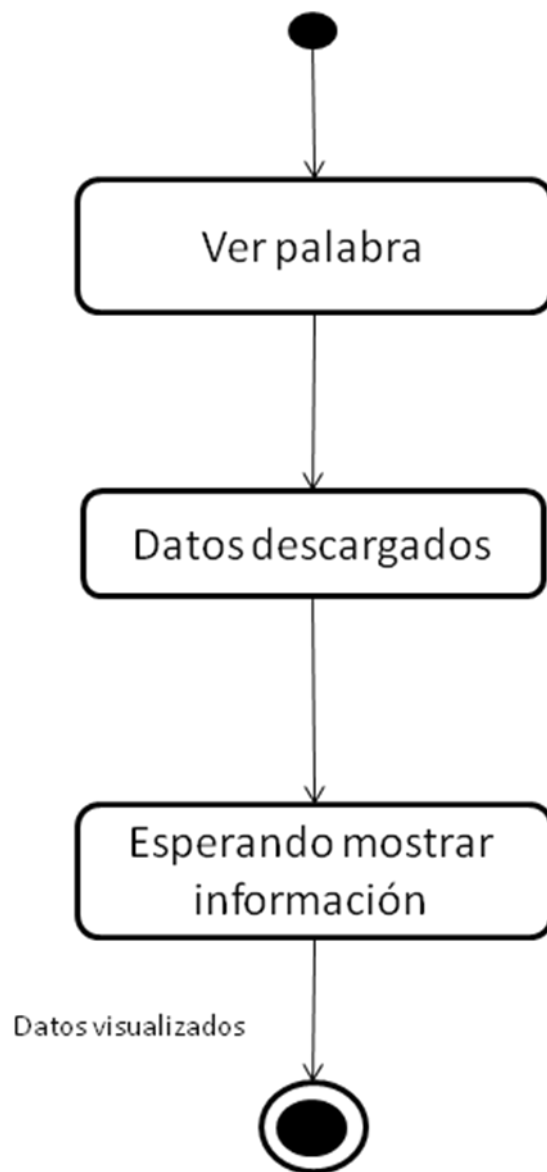 Ver palabra
Datos descargados
Esperando mostrar
información
Datos visualizados